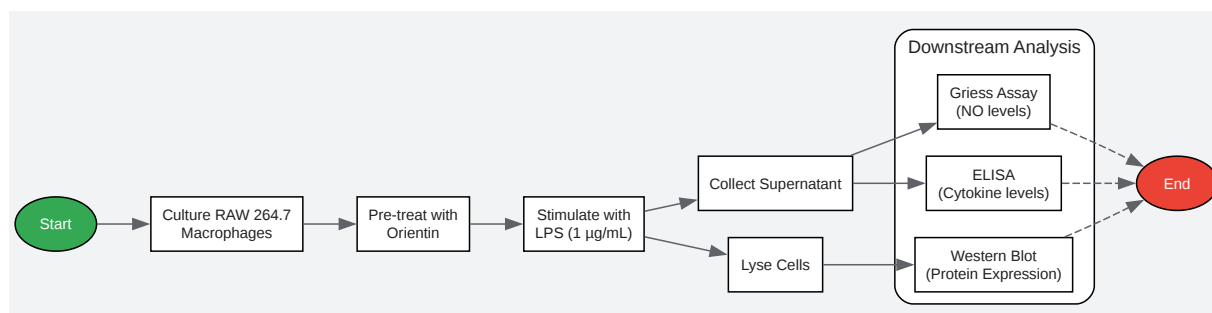 Start
Culture RAW 264.7
Macrophages
Pre-treat with
Orientin
Stimulate with
LPS (1 µg/mL)
Collect Supernatant
Lyse Cells
Downstream Analysis
Griess Assay
(NO levels)
ELISA
(Cytokine levels)
Western Blot
(Protein Expression)
End